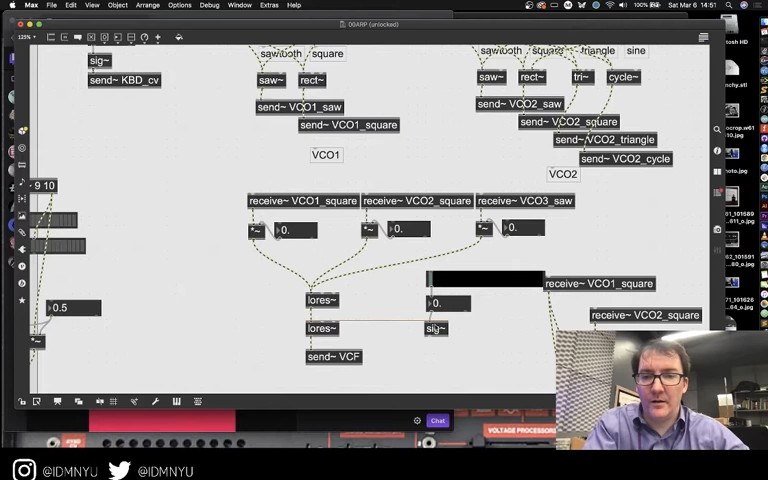 Max File Edit View Object Arrange Options Debug Window Extras Help 100% Sat Mar 6 14:51
00ARP (unlocked)
125%
sawtooth square
sawtooth square triangle sine
sig~
saw~ rect~
saw~ rect~ tri~ cycle~
send~ KBD_cv
send~ VCO1_saw
send~ VCO1_square
send~ VCO2_saw
send~ VCO2_square
send~ VCO2_triangle
send~ VCO2_cycle
VCO1
VCO2
9 10
receive~ VCO1_square receive~ VCO2_square receive~ VCO3_saw
*~ 0. *~ 0. *~ 0.
receive~ VCO1_square
lores~
0.
0.5
receive~ VCO2_square
lores~
sig~
*~
send~ VCF
Chat
VOLTAGE PROCESSORS
@IDMNYU @IDMNYU